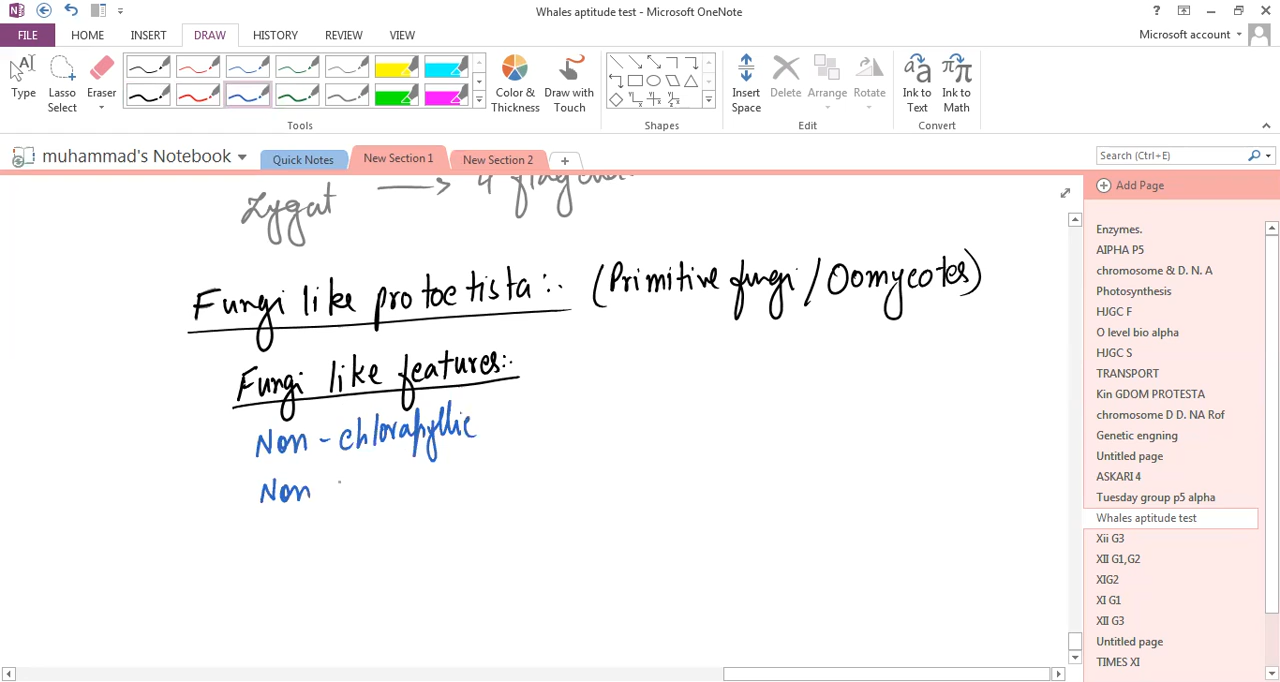 Whales aptitude test - Microsoft OneNote
FILE HOME INSERT DRAW HISTORY REVIEW VIEW Microsoft account
Type Lasso Select Eraser Color & Thickness Draw with Touch Insert Space Delete Arrange Rotate Ink to Text Ink to Math
Tools Shapes Edit Convert
muhammad's Notebook Quick Notes New Section 1 New Section 2 Search (Ctrl+E)
Add Page
Zygat → 4
Fungi like protoctista:. (Primitive fungi / Oomycotes)
Fungi like features:.
Non - chlorapyllic
Non
Enzymes.
AlPHA P5
chromosome & D. N. A
Photosynthesis
HJGC F
O level bio alpha
HJGC S
TRANSPORT
Kin GDOM PROTESTA
chromosome D D. NA Rof
Genetic engning
Untitled page
ASKARI 4
Tuesday group p5 alpha
Whales aptitude test
Xii G3
XII G1,G2
XIG2
XI G1
XII G3
Untitled page
TIMES XI